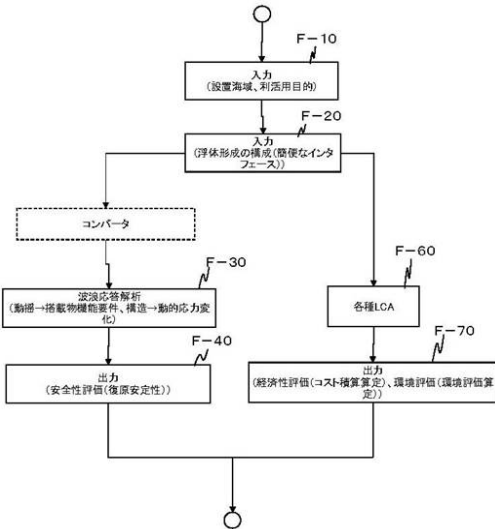 F-10
入力
(設置海域、利活用目的)
F-20
入力
(浮体形成の構成(簡便なインタ
フェース))
コンバータ
F-30
波浪応答解析
(動揺→搭載物機能要件、構造→動的応力変
化)
F-40
出力
(安全性評価(復原安定性))
F-60
各種LCA
F-70
出力
(経済性評価(コスト積算算定)、環境評価(環境評価算
定))